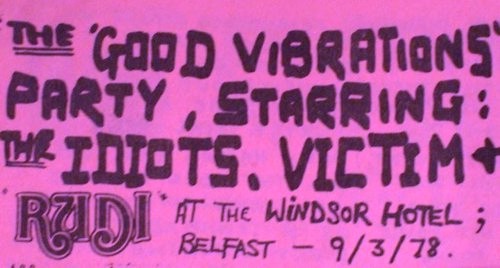 THE "GOOD VIBRATIONS"
PARTY, STARRING:
THE IDIOTS. VICTIM +
"RUDI" AT THE WINDSOR HOTEL;
BELFAST - 9/3/78.